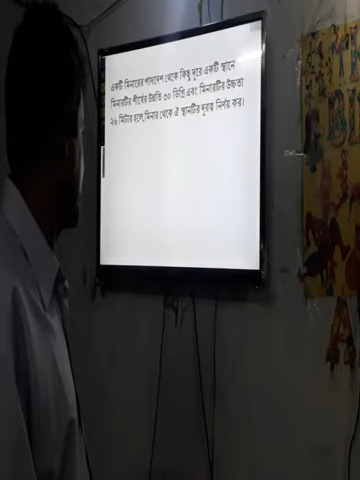 একটি মিনারের পাদদেশ থেকে কিছু দূরে একটি স্থানে
মিনারটির শীর্ষের উন্নতি ৩০ ডিগ্রি এবং মিনারটির উচ্চতা
২৬ মিটার হলে,মিনার থেকে ঐ স্থানটির দূরত্ব নির্ণয় কর।